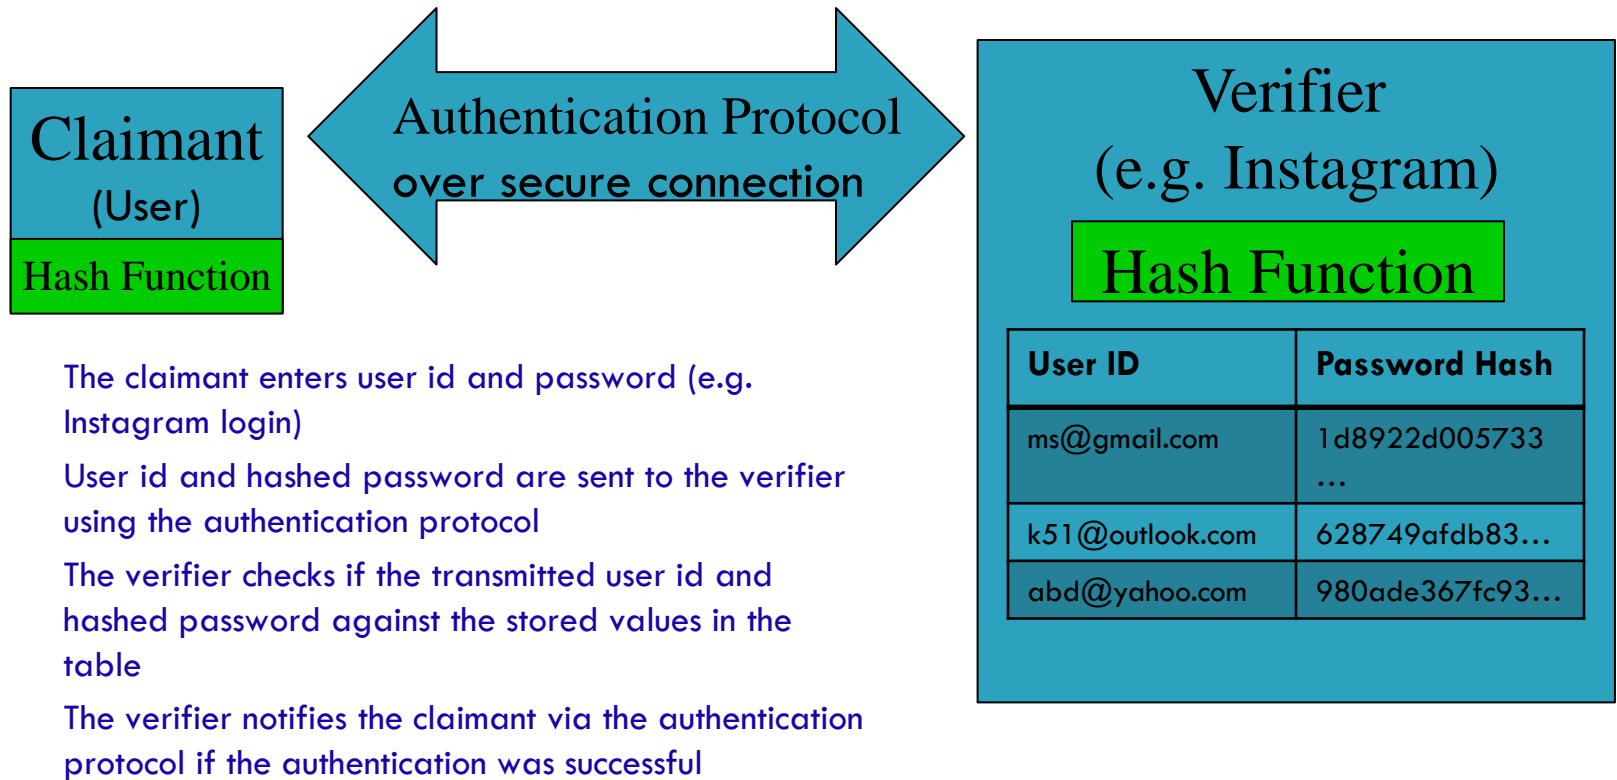 Claimant
(User)
Hash Function
Authentication Protocol
over secure connection
Verifier
(e.g. Instagram)
Hash Function
User ID Password Hash
ms@gmail.com 1d8922d005733
…
k51@outlook.com 628749afdb83…
abd@yahoo.com 980ade367fc93…
The claimant enters user id and password (e.g.
Instagram login)
User id and hashed password are sent to the verifier
using the authentication protocol
The verifier checks if the transmitted user id and
hashed password against the stored values in the
table
The verifier notifies the claimant via the authentication
protocol if the authentication was successful